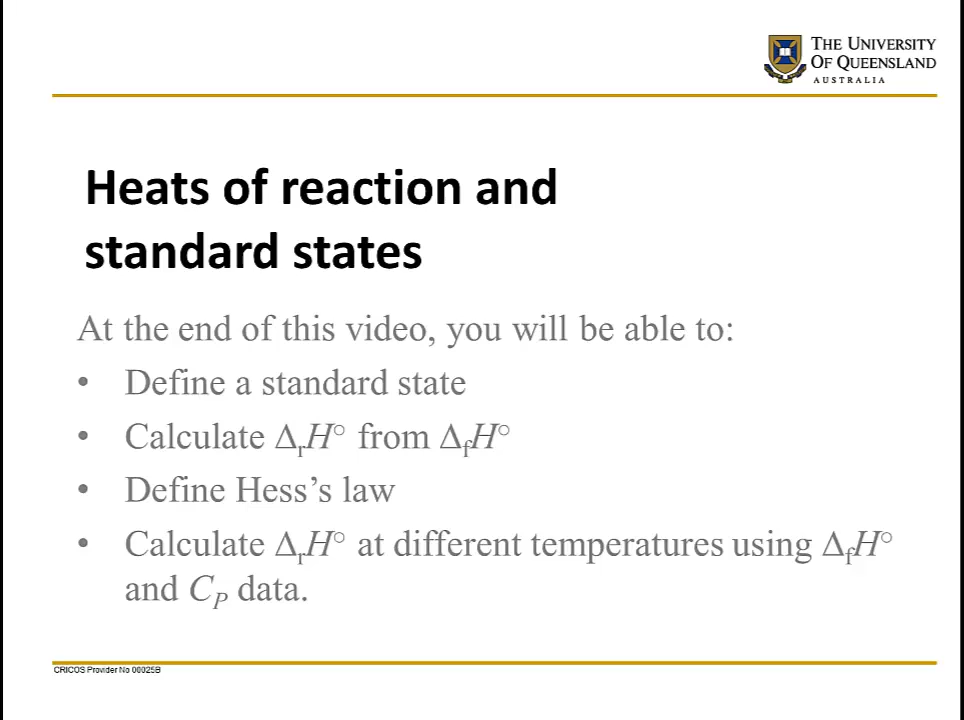 THE UNIVERSITY
OF QUEENSLAND
AUSTRALIA
Heats of reaction and
standard states
At the end of this video, you will be able to:
• Define a standard state
• Calculate ΔrH° from ΔfH°
• Define Hess’s law
• Calculate ΔrH° at different temperatures using ΔfH°
and CP data.
CRICOS Provider No 00025B